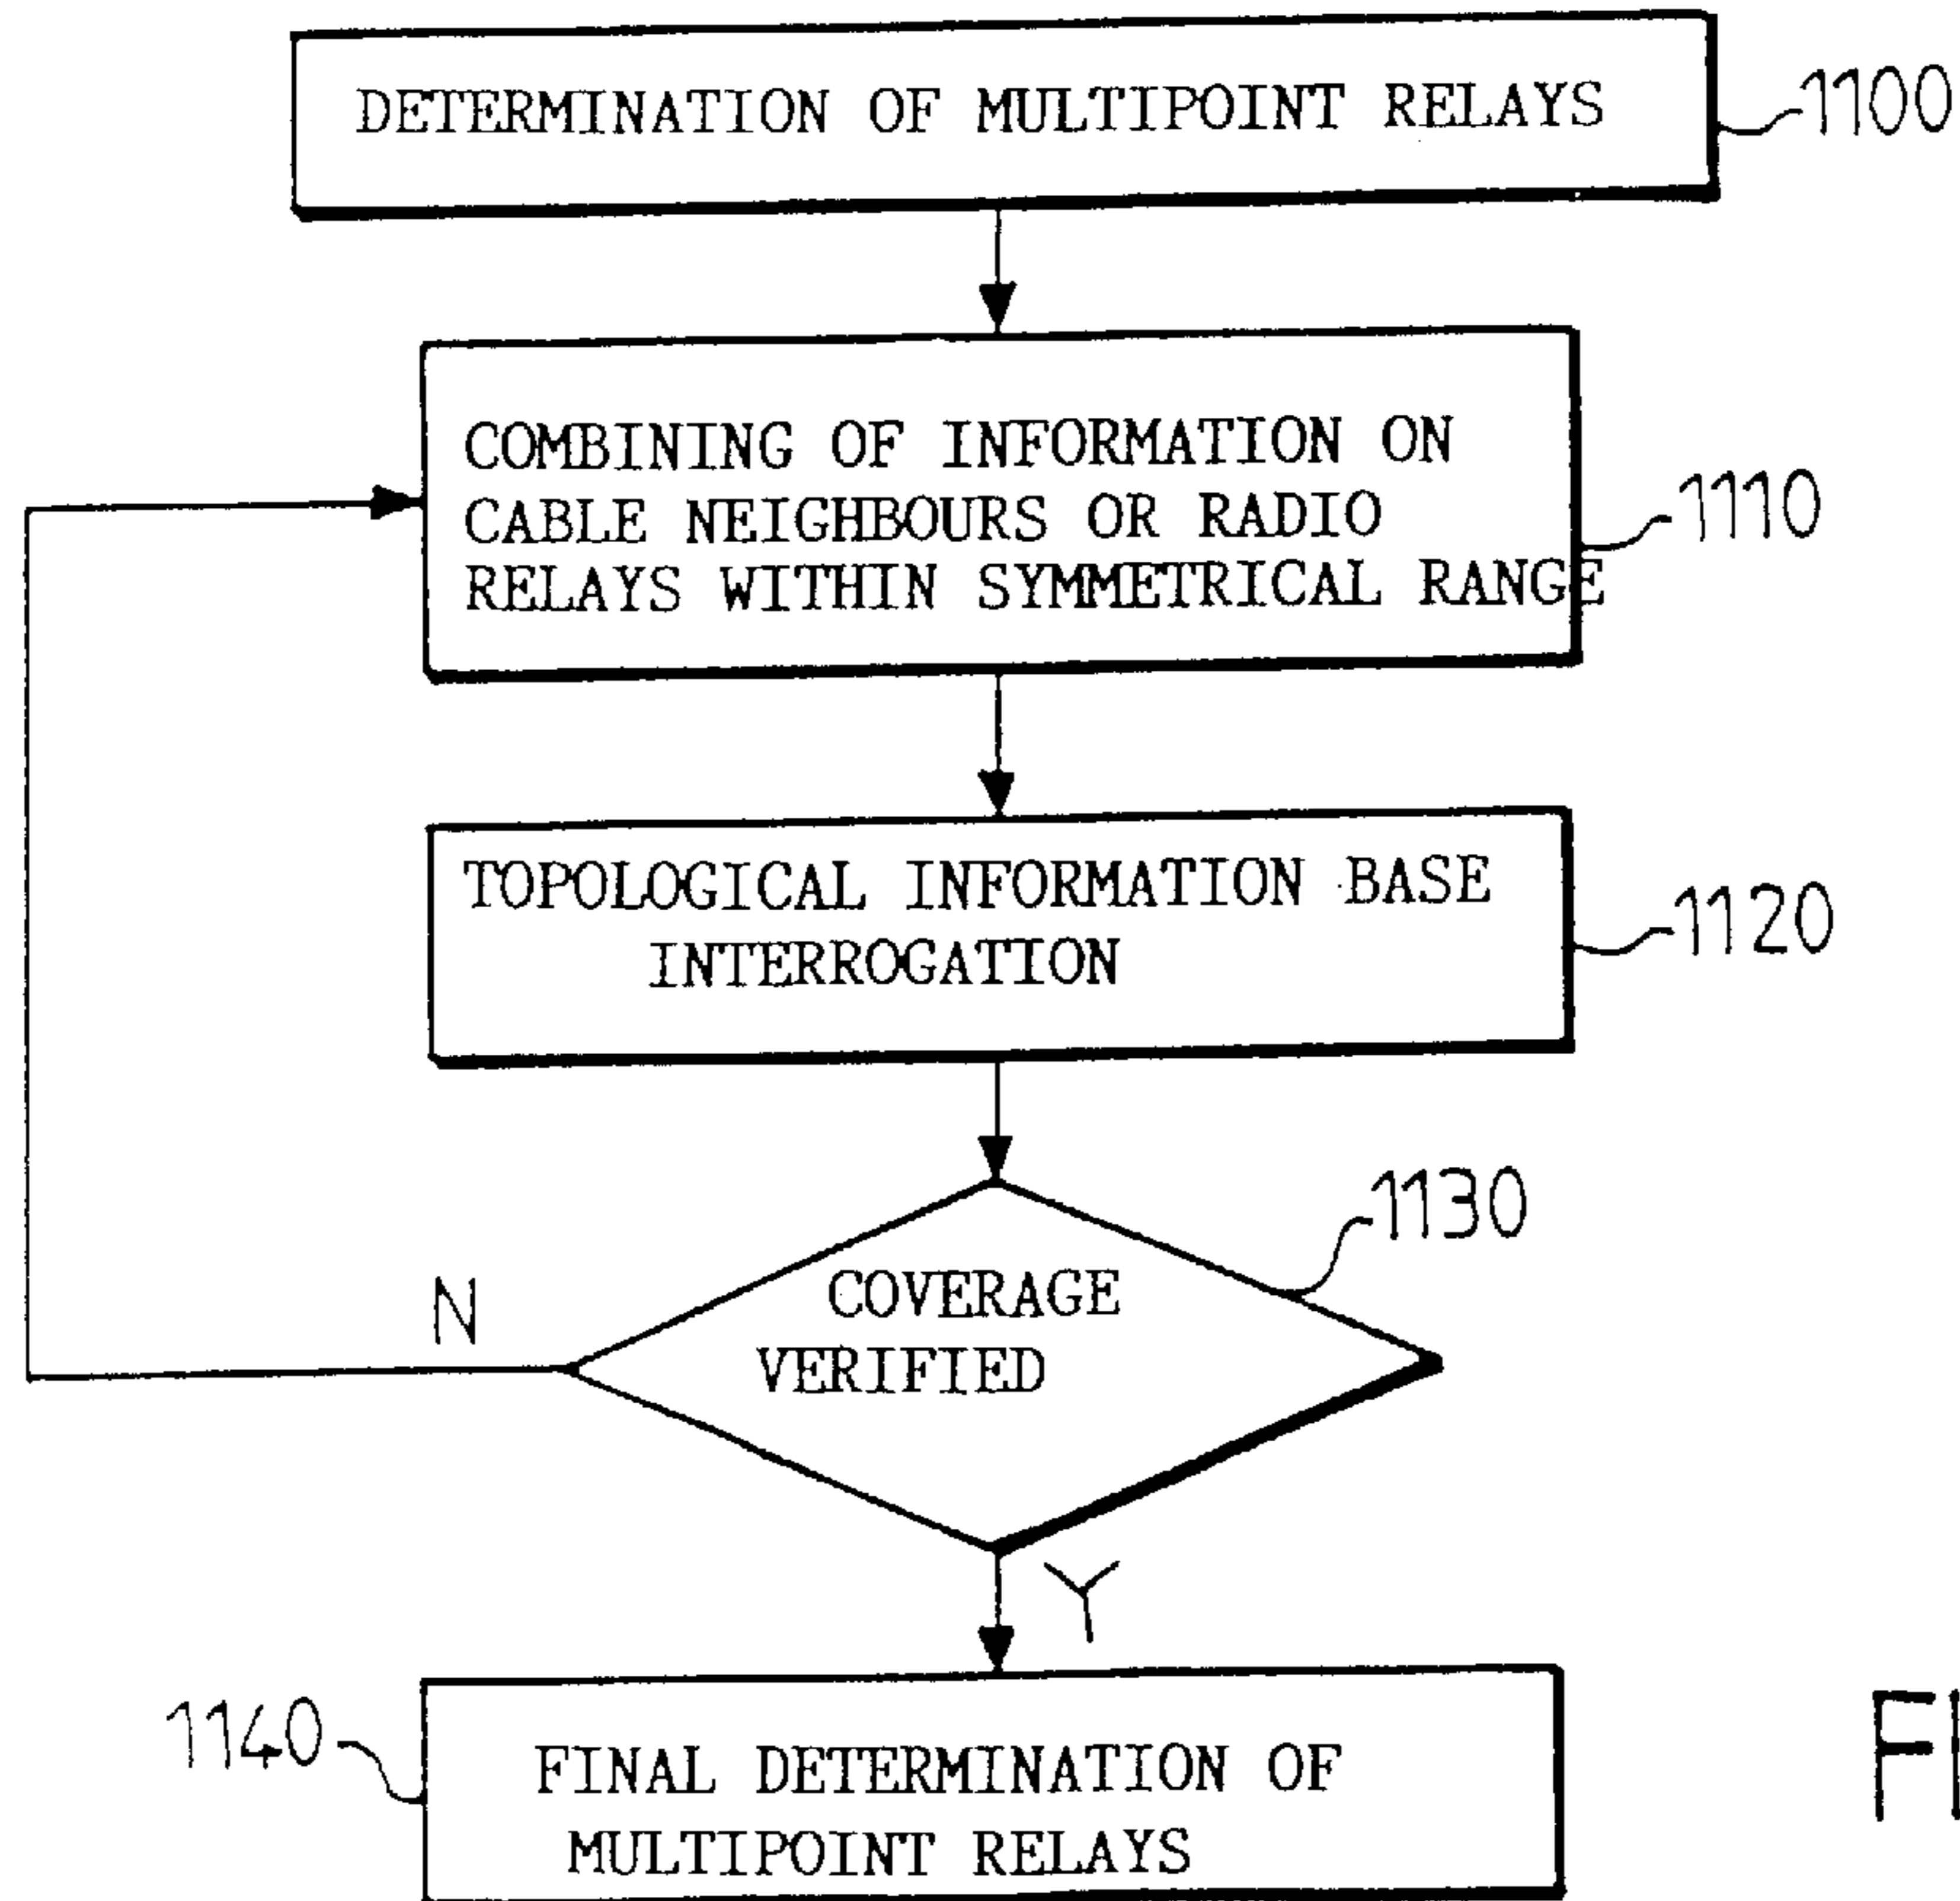 DETERMINATION OF MULTIPOINT RELAYS
1100
COMBINING OF INFORMATION ON
CABLE NEIGHBOURS OR RADIO
RELAYS WITHIN SYMMETRICAL RANGE
1110
TOPOLOGICAL INFORMATION BASE
INTERROGATION
1120
1130
COVERAGE
VERIFIED
N
Y
1140
FINAL DETERMINATION OF
MULTIPOINT RELAYS